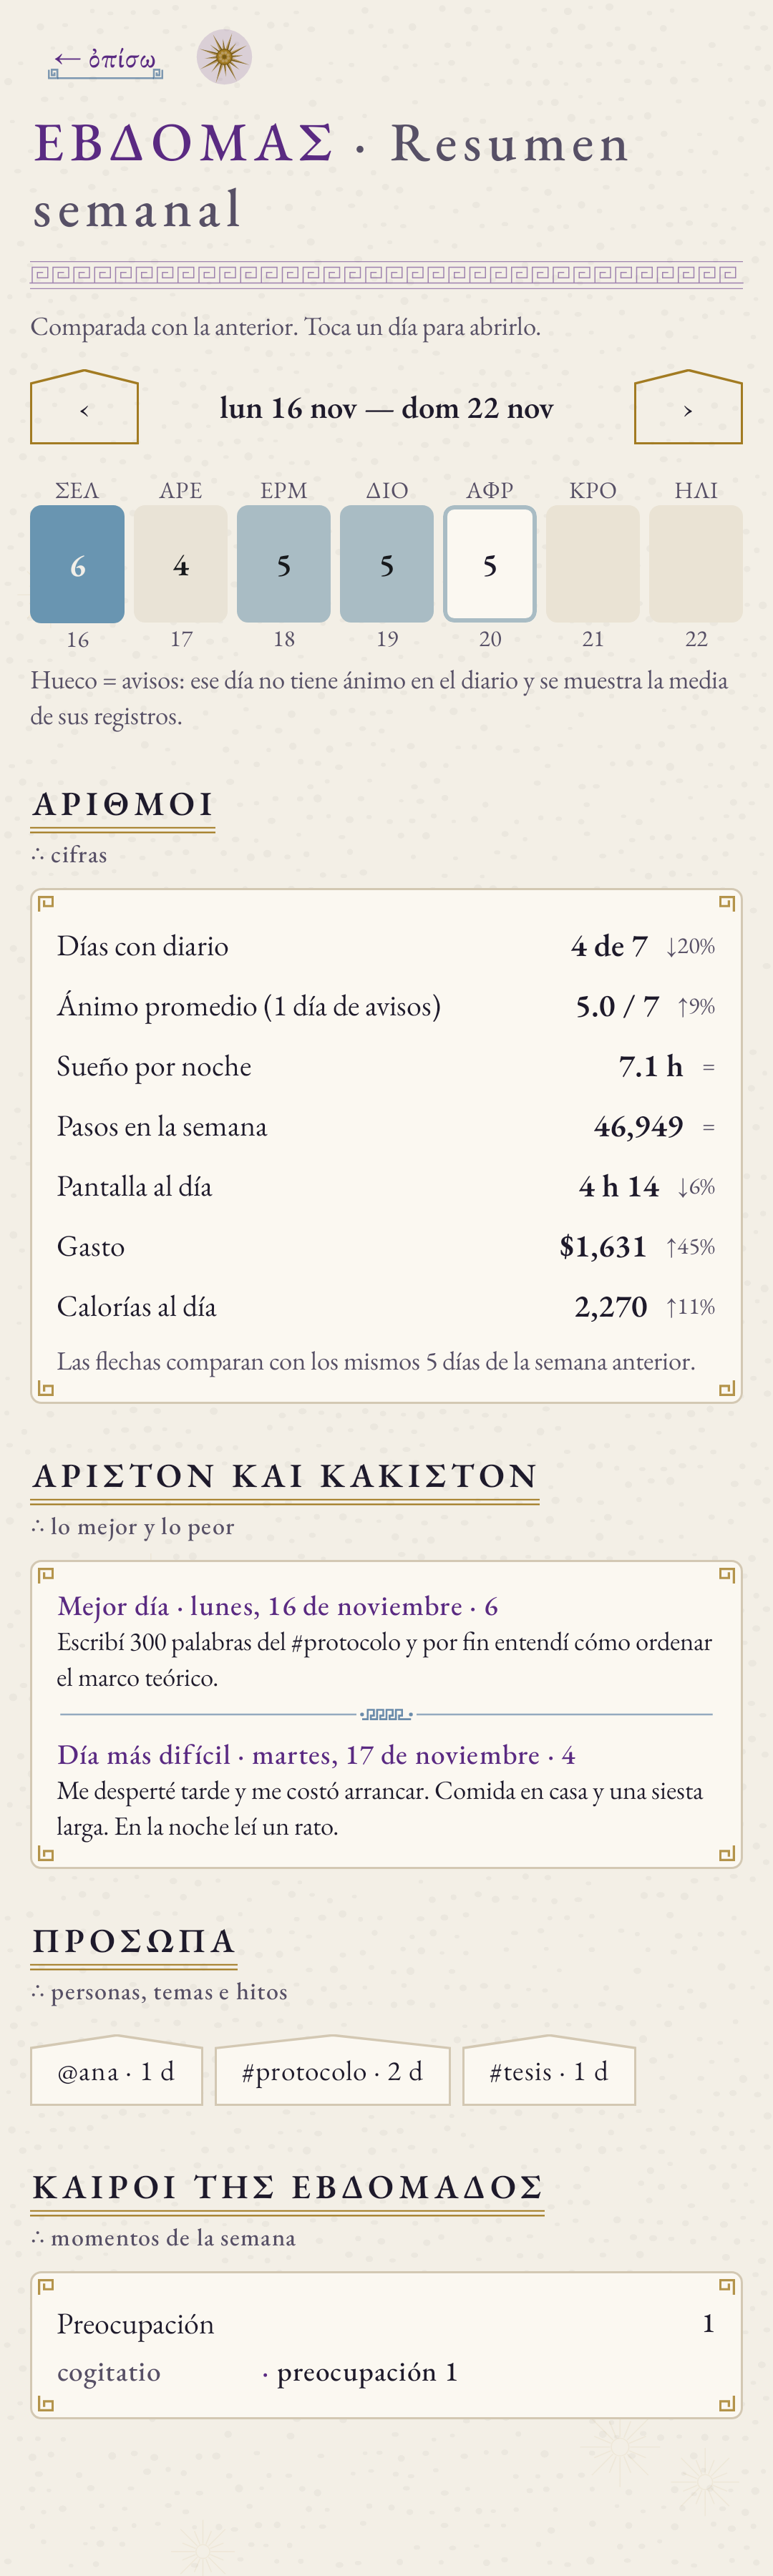 ← ὀπίσω
ΕΒΔΟΜΑΣ · Resumen
semanal
Comparada con la anterior. Toca un día para abrirlo.
‹ lun 16 nov — dom 22 nov ›
ΣΕΛ ΑΡΕ ΕΡΜ ΔΙΟ ΑΦΡ ΚΡΟ ΗΛΙ
6 4 5 5 5
16 17 18 19 20 21 22
Hueco = avisos: ese día no tiene ánimo en el diario y se muestra la media
de sus registros.
ΑΡΙΘΜΟΙ
∴ cifras
Días con diario 4 de 7 ↓20%
Ánimo promedio (1 día de avisos) 5.0 / 7 ↑9%
Sueño por noche 7.1 h =
Pasos en la semana 46,949 =
Pantalla al día 4 h 14 ↓6%
Gasto $1,631 ↑45%
Calorías al día 2,270 ↑11%
Las flechas comparan con los mismos 5 días de la semana anterior.
ΑΡΙΣΤΟΝ ΚΑΙ ΚΑΚΙΣΤΟΝ
∴ lo mejor y lo peor
Mejor día · lunes, 16 de noviembre · 6
Escribí 300 palabras del #protocolo y por fin entendí cómo ordenar
el marco teórico.
Día más difícil · martes, 17 de noviembre · 4
Me desperté tarde y me costó arrancar. Comida en casa y una siesta
larga. En la noche leí un rato.
ΠΡΟΣΩΠΑ
∴ personas, temas e hitos
@ana · 1 d #protocolo · 2 d #tesis · 1 d
ΚΑΙΡΟΙ ΤΗΣ ΕΒΔΟΜΑΔΟΣ
∴ momentos de la semana
Preocupación 1
cogitatio · preocupación 1